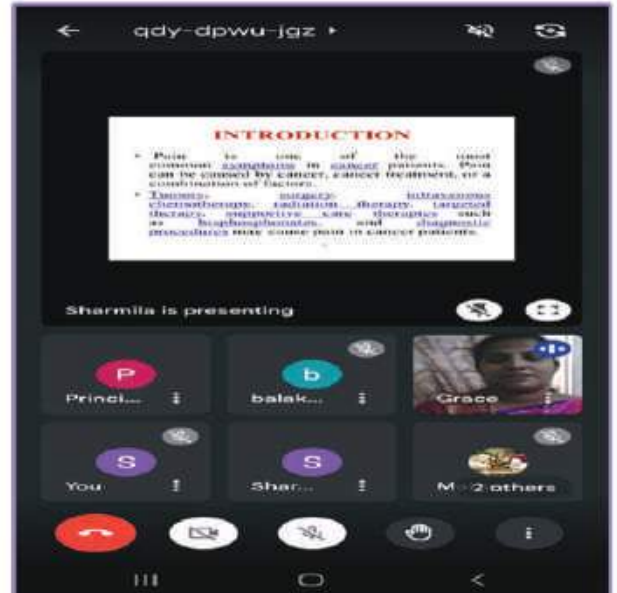 qdy-dpwu-jgz
INTRODUCTION
• Pain is one of the most
common symptoms in cancer patients. Pain
can be caused by cancer, cancer treatment, or a
combination of factors.
• Tumors, surgery, intravenous
chemotherapy, radiation therapy, targeted
therapy, supportive care therapies such
as bisphosphonates and diagnostic
procedures may cause pain in cancer patients.
Sharmila is presenting
P
Princi...
b
balak...
Grace
S
You
S
Shar...
2 others